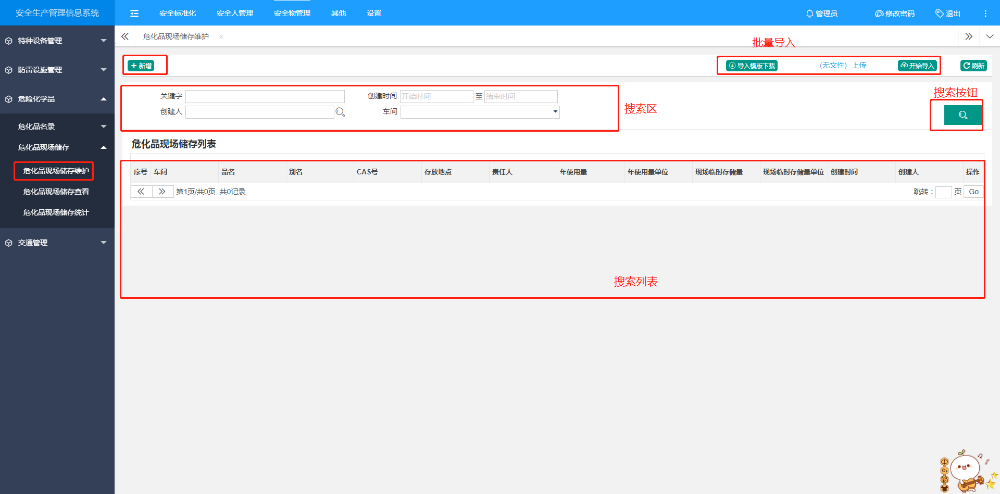 安全生产管理信息系统
安全标准化 安全人管理 安全物管理 其他 设置
管理员 修改密码 退出
特种设备管理
防雷设施管理
危险化学品
危化品名录
危化品现场储存
危化品现场储存维护
危化品现场储存查看
危化品现场储存统计
交通管理
危化品现场储存维护 ×
批量导入
新增
导入模版下载 (无文件) 上传 开始导入 刷新
关键字 创建时间 开始时间 至 结束时间
创建人 车间
搜索区
搜索按钮
危化品现场储存列表
序号 车间 品名 别名 CAS号 存放地点 责任人 年使用量 年使用量单位 现场临时存储量 现场临时存储量单位 创建时间 创建人 操作
第1页/共0页 共0记录 跳转： 页 Go
搜索列表
中
简